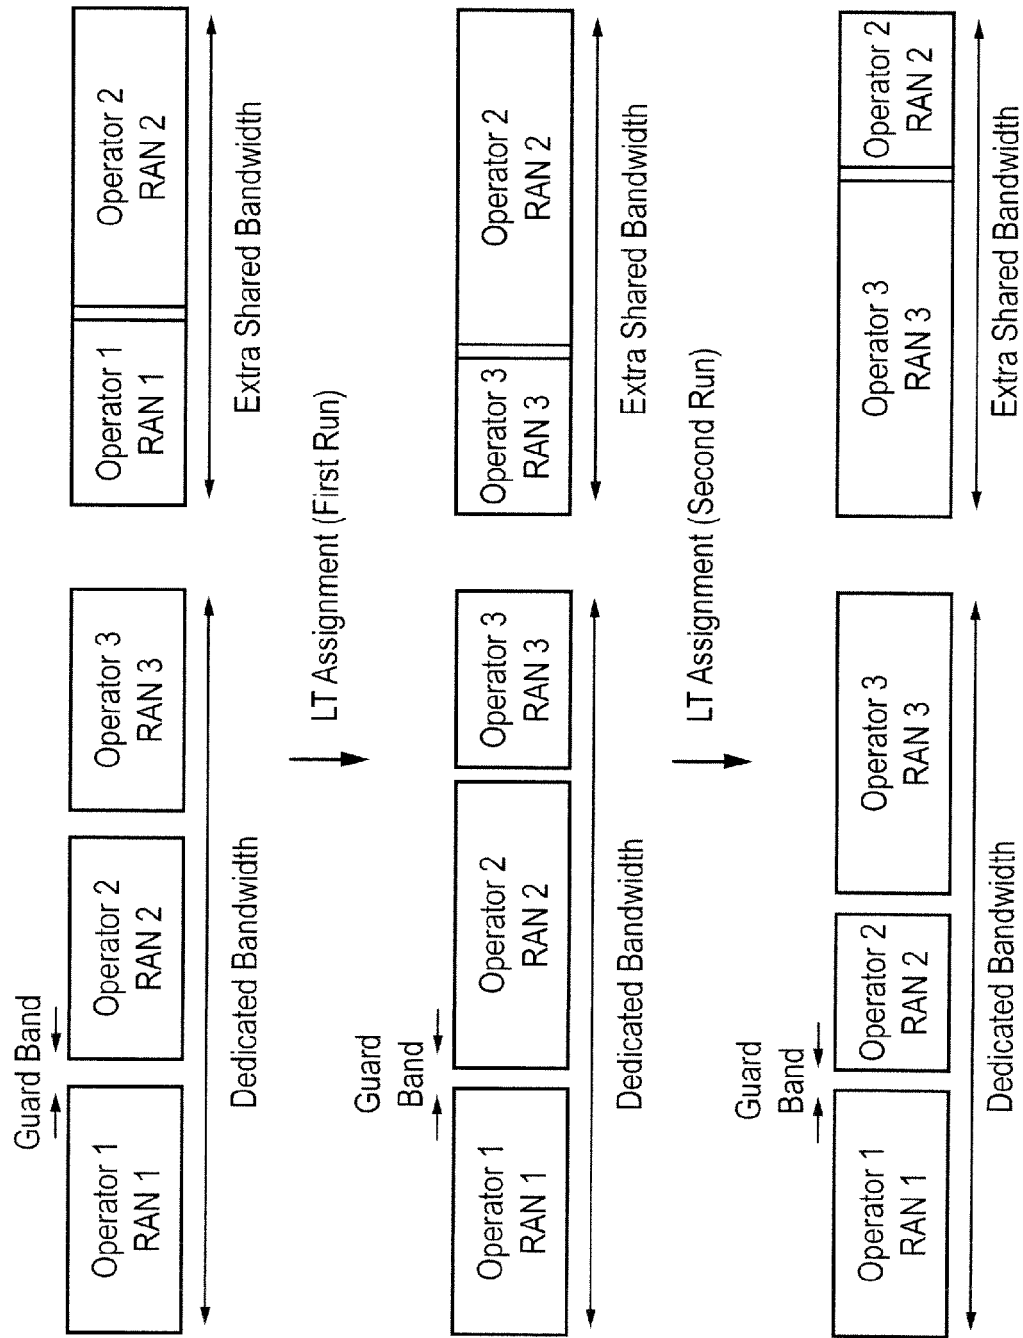 Guard Band
Operator 1
RAN 1
Operator 2
RAN 2
Operator 3
RAN 3
Operator 1
RAN 1
Operator 2
RAN 2
Dedicated Bandwidth
Extra Shared Bandwidth
LT Assignment (First Run)
Guard
Band
Operator 1
RAN 1
Operator 2
RAN 2
Operator 3
RAN 3
Operator 3
RAN 3
Operator 2
RAN 2
Dedicated Bandwidth
Extra Shared Bandwidth
LT Assignment (Second Run)
Guard
Band
Operator 1
RAN 1
Operator 2
RAN 2
Operator 3
RAN 3
Operator 3
RAN 3
Operator 2
RAN 2
Dedicated Bandwidth
Extra Shared Bandwidth